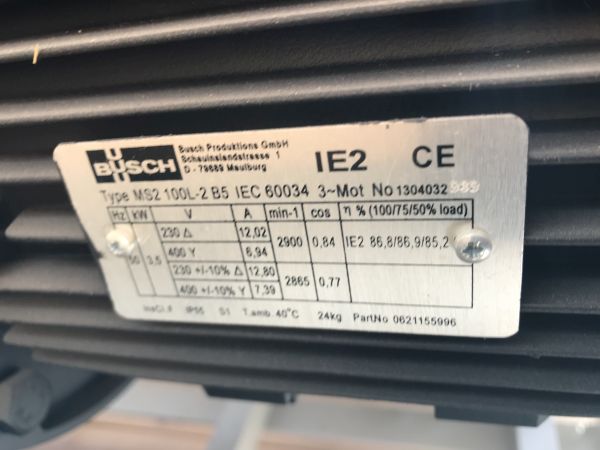 BUSCH
Busch Produktions GmbH
Schauinslandstrasse 1
D - 79689 Maulburg
IE2 CE
Type MS2 100L-2 B5 IEC 60034 3~Mot No 1304032
Hz kW V A min-1 cos η % (100/75/50% load)
50 3,5 230 Δ 12,02 2900 0,84 IE2 86,8/86,9/85,2
400 Y 6,94
230 +/-10% Δ 12,80 2865 0,77
400 +/-10% Y 7,39
InsCl.F IP55 S1 T.amb. 40°C 24kg PartNo 0621155996